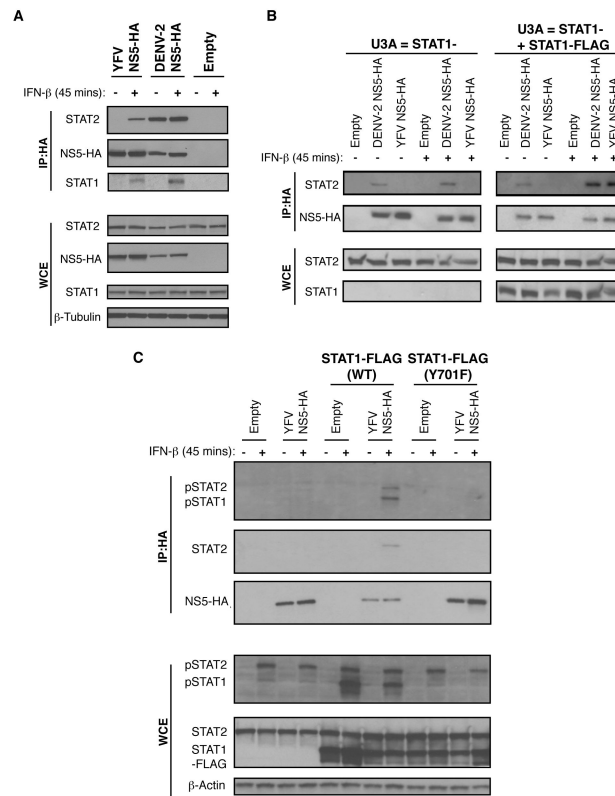 A
YFV
NS5-HA
DENV-2
NS5-HA
Empty
IFN-β (45 mins): - + - + - +
IP:HA
STAT2
NS5-HA
STAT1
WCE
STAT2
NS5-HA
STAT1
β-Tubulin
B
U3A = STAT1-
U3A = STAT1-
+ STAT1-FLAG
Empty
DENV-2 NS5-HA
YFV NS5-HA
Empty
DENV-2 NS5-HA
YFV NS5-HA
Empty
DENV-2 NS5-HA
YFV NS5-HA
Empty
DENV-2 NS5-HA
YFV NS5-HA
IFN-β (45 mins): - - - + + + - - - + + +
IP:HA
STAT2
NS5-HA
WCE
STAT2
STAT1
C
STAT1-FLAG
(WT)
STAT1-FLAG
(Y701F)
Empty
YFV
NS5-HA
Empty
YFV
NS5-HA
Empty
YFV
NS5-HA
IFN-β (45 mins): - + - + - + - + - + - +
IP:HA
pSTAT2
pSTAT1
STAT2
NS5-HA
WCE
pSTAT2
pSTAT1
STAT2
STAT1
-FLAG
β-Actin